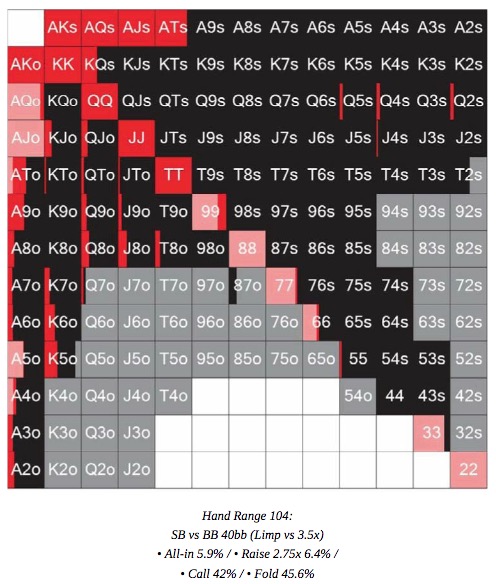 AKs AQs AJs ATs A9s A8s A7s A6s A5s A4s A3s A2s
AKo KK KQs KJs KTs K9s K8s K7s K6s K5s K4s K3s K2s
AQo KQo QQ QJs QTs Q9s Q8s Q7s Q6s Q5s Q4s Q3s Q2s
AJo KJo QJo JJ JTs J9s J8s J7s J6s J5s J4s J3s J2s
ATo KTo QTo JTo TT T9s T8s T7s T6s T5s T4s T3s T2s
A9o K9o Q9o J9o T9o 99 98s 97s 96s 95s 94s 93s 92s
A8o K8o Q8o J8o T8o 98o 88 87s 86s 85s 84s 83s 82s
A7o K7o Q7o J7o T7o 97o 87o 77 76s 75s 74s 73s 72s
A6o K6o Q6o J6o T6o 96o 86o 76o 66 65s 64s 63s 62s
A5o K5o Q5o J5o T5o 95o 85o 75o 65o 55 54s 53s 52s
A4o K4o Q4o J4o T4o 54o 44 43s 42s
A3o K3o Q3o J3o 33 32s
A2o K2o Q2o J2o 22
Hand Range 104:
SB vs BB 40bb (Limp vs 3.5x)
• All-in 5.9% / • Raise 2.75x 6.4% /
• Call 42% / • Fold 45.6%